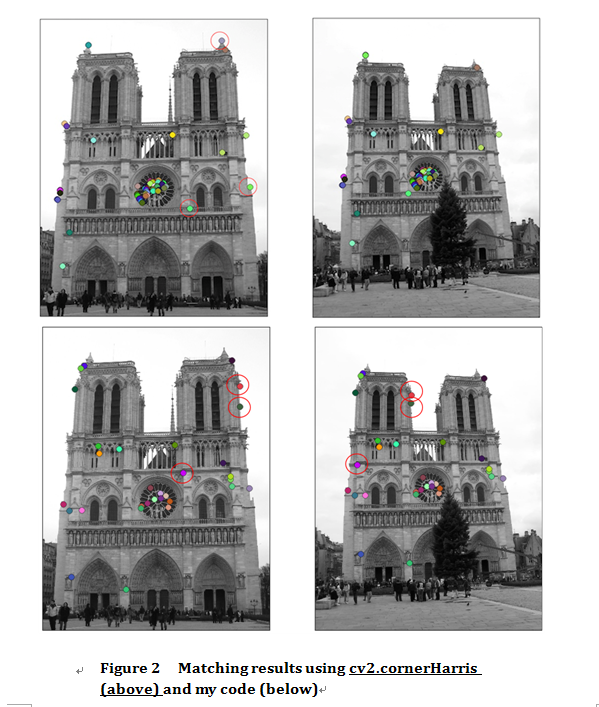 Figure 2 Matching results using cv2.cornerHarris
(above) and my code (below)